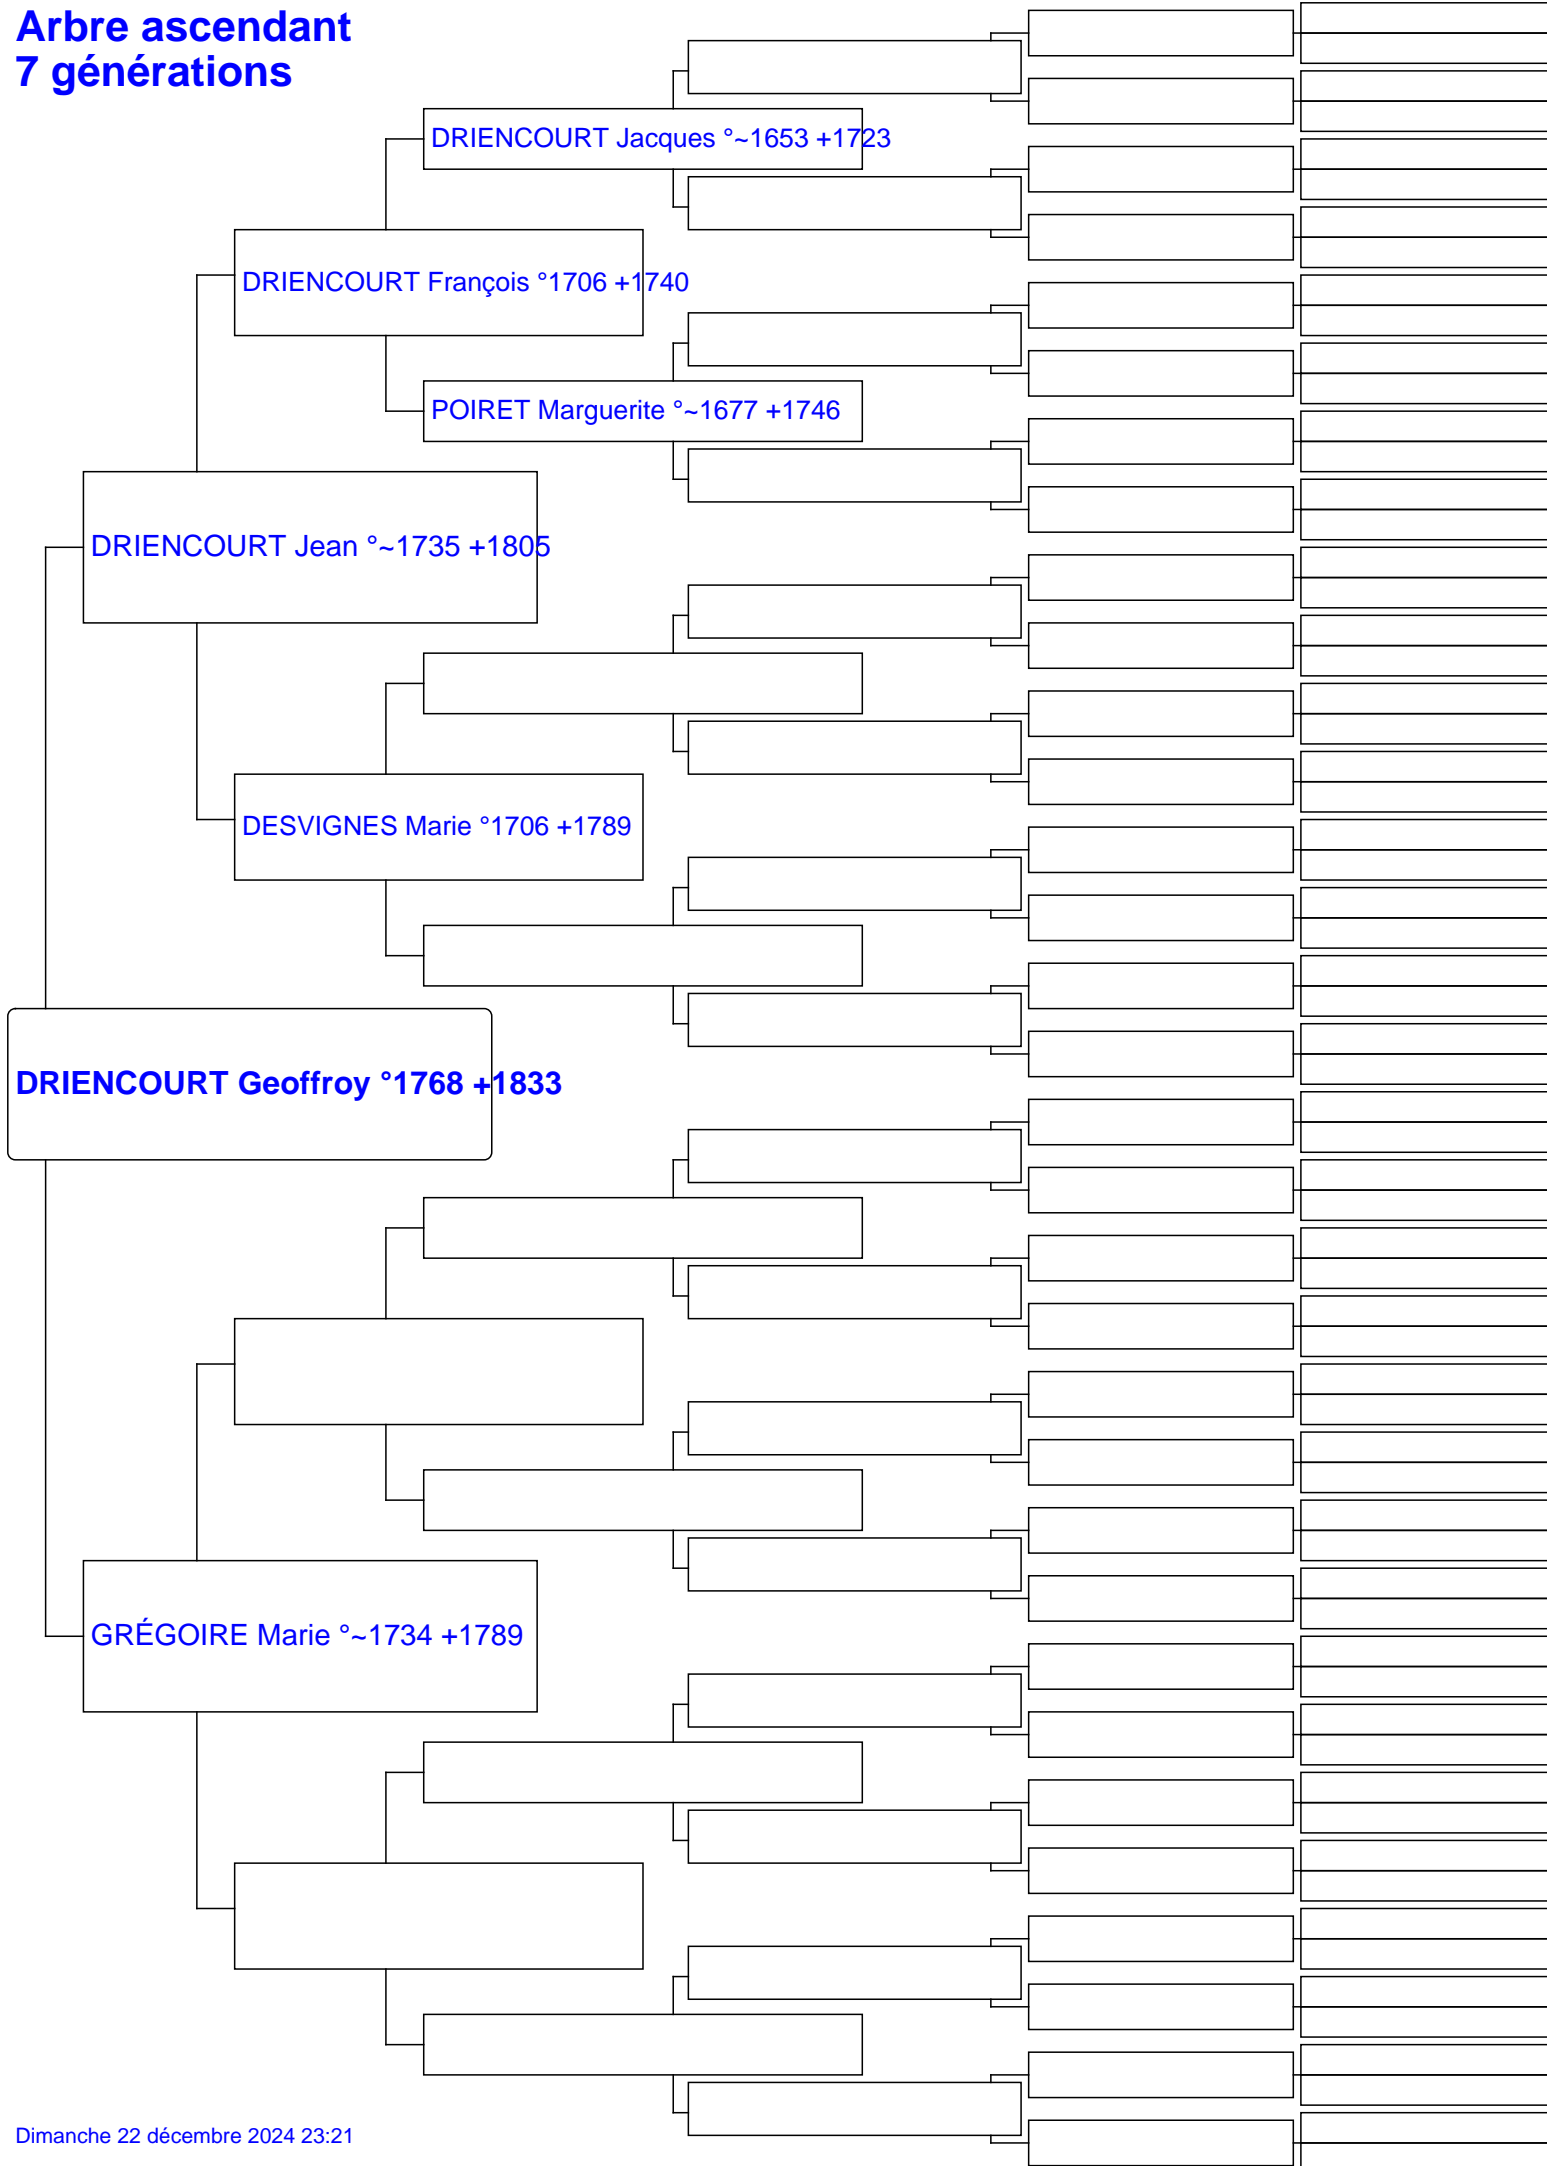 Arbre ascendant
7 générations
DRIENCOURT Jacques °~1653 +1723
DRIENCOURT François °1706 +1740
POIRET Marguerite °~1677 +1746
DRIENCOURT Jean °~1735 +1805
DESVIGNES Marie °1706 +1789
DRIENCOURT Geoffroy °1768 +1833
GRÉGOIRE Marie °~1734 +1789
Dimanche 22 décembre 2024 23:21